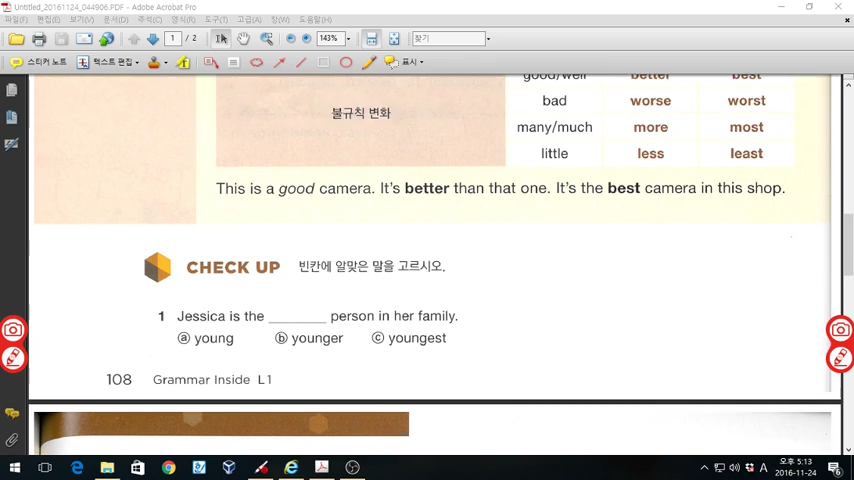 Untitled_20161124_044906.PDF - Adobe Acrobat Pro
파일(F) 편집(E) 보기(V) 문서(D) 주석(C) 양식(R) 도구(T) 고급(A) 창(W) 도움말(H)
1 / 2 143% 찾기
스티커 노트 텍스트 편집 표시
good/well better best
불규칙 변화
bad worse worst
many/much more most
little less least
This is a good camera. It's better than that one. It's the best camera in this shop.
CHECK UP 빈칸에 알맞은 말을 고르시오.
1 Jessica is the ________ person in her family.
ⓐ young ⓑ younger ⓒ youngest
108 Grammar Inside L1
A 오후 5:13
2016-11-24
6